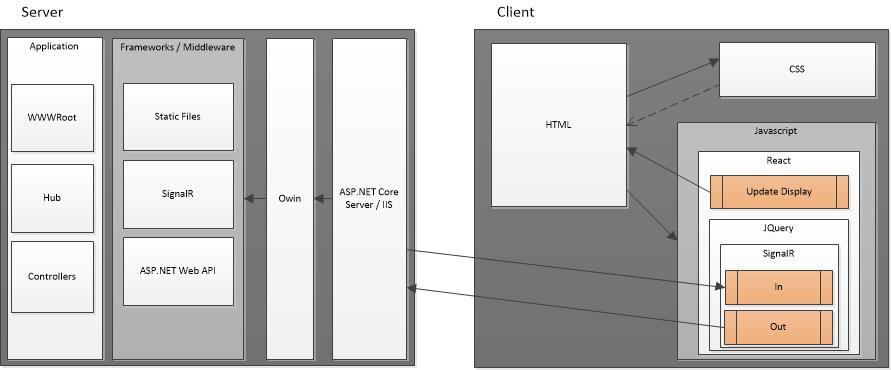 Server
Application
WWWRoot
Hub
Controllers
Frameworks / Middleware
Static Files
SignalR
ASP.NET Web API
Owin
ASP.NET Core
Server / IIS
Client
HTML
CSS
Javascript
React
Update Display
JQuery
SignalR
In
Out